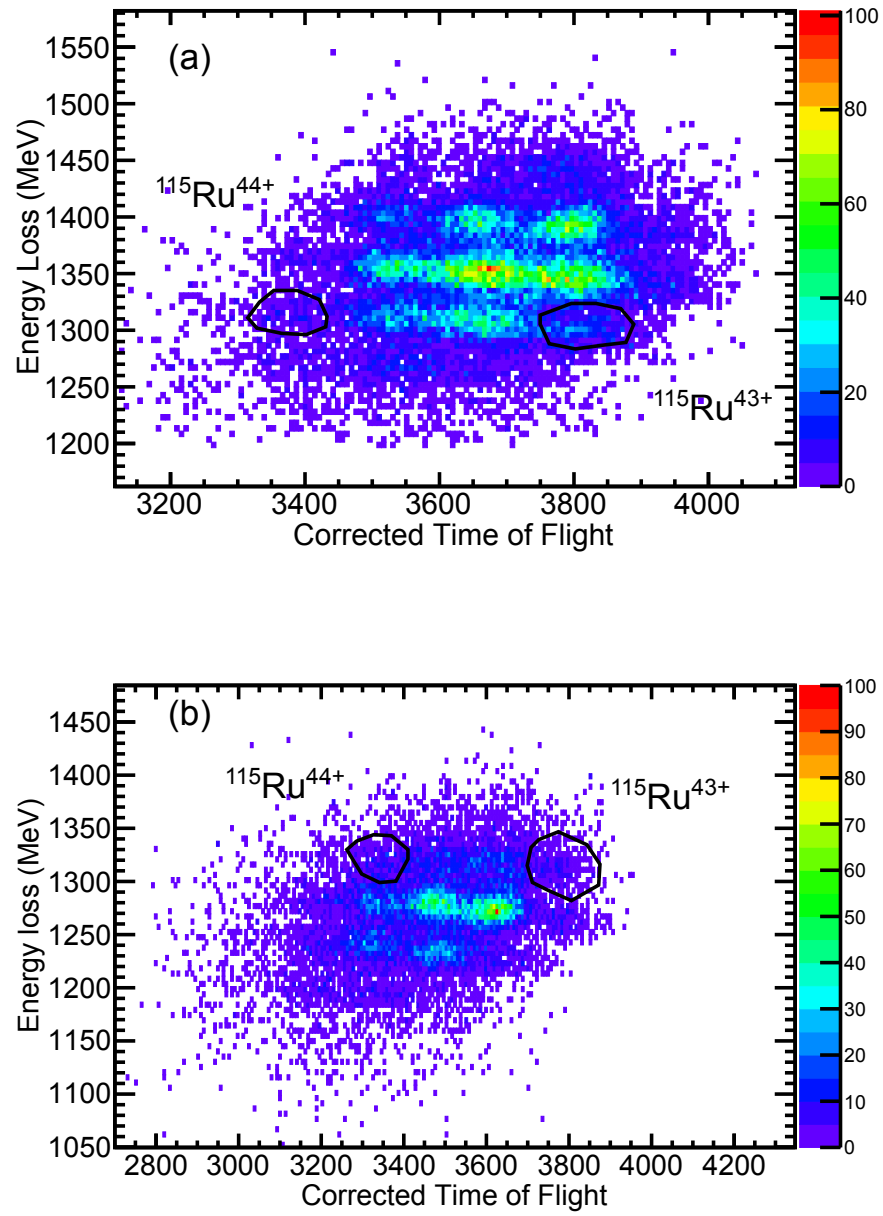 (a)
Energy Loss (MeV)
1550
1500
1450
1400
1350
1300
1250
1200
115Ru44+
115Ru43+
3200 3400 3600 3800 4000
Corrected Time of Flight
100
80
60
40
20
0
(b)
Energy loss (MeV)
1450
1400
1350
1300
1250
1200
1150
1100
1050
115Ru44+
115Ru43+
2800 3000 3200 3400 3600 3800 4000 4200
Corrected Time of Flight
100
90
80
70
60
50
40
30
20
10
0